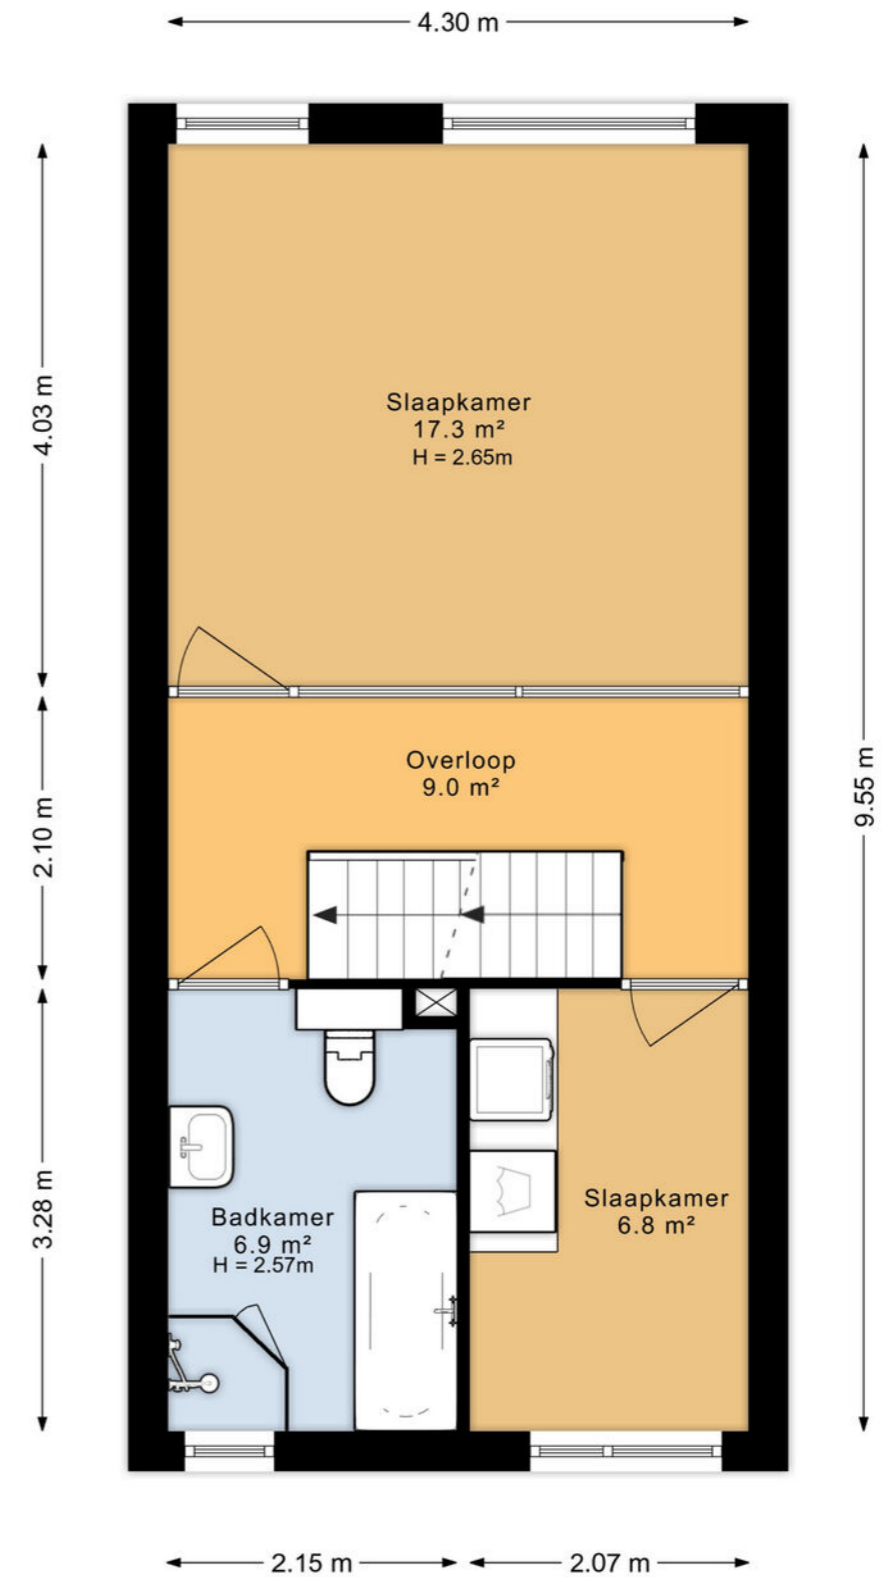 4.30 m
4.03 m
Slaapkamer
17.3 m²
H = 2.65m
9.55 m
2.10 m
Overloop
9.0 m²
3.28 m
Badkamer
6.9 m²
H = 2.57m
Slaapkamer
6.8 m²
2.15 m
2.07 m